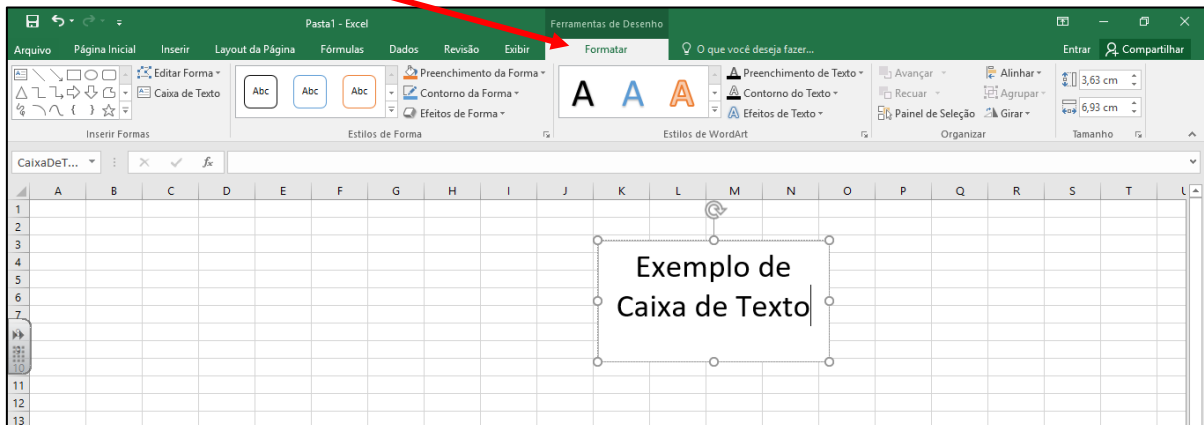 Pasta1 - Excel
Ferramentas de Desenho
Arquivo Página Inicial Inserir Layout da Página Fórmulas Dados Revisão Exibir Formatar O que você deseja fazer... Entrar Compartilhar
Editar Forma
Caixa de Texto
Inserir Formas
Abc Abc Abc
Preenchimento da Forma
Contorno da Forma
Efeitos de Forma
Estilos de Forma
A A A
Preenchimento de Texto
Contorno do Texto
Efeitos de Texto
Estilos de WordArt
Avançar
Recuar
Painel de Seleção
Alinhar
Agrupar
Girar
Organizar
3,63 cm
6,93 cm
Tamanho
CaixaDeT... fx
A B C D E F G H I J K L M N O P Q R S T
1
2
3
4
5
6
7
10
11
12
13
Exemplo de
Caixa de Texto